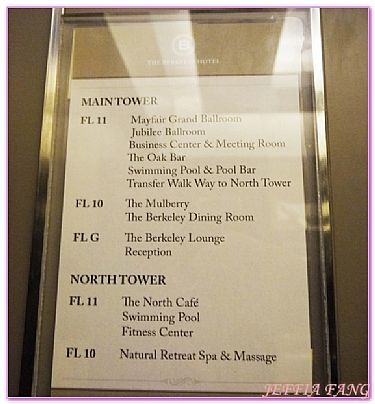 B
THE BERKELEY HOTEL
MAIN TOWER
FL 11 Mayfair Grand Ballroom
Jubilee Ballroom
Business Center & Meeting Room
The Oak Bar
Swimming Pool & Pool Bar
Transfer Walk Way to North Tower
FL 10 The Mulberry
The Berkeley Dining Room
FL G The Berkeley Lounge
Reception
NORTH TOWER
FL 11 The North Café
Swimming Pool
Fitness Center
FL 10 Natural Retreat Spa & Massage
JEFFIA FANG